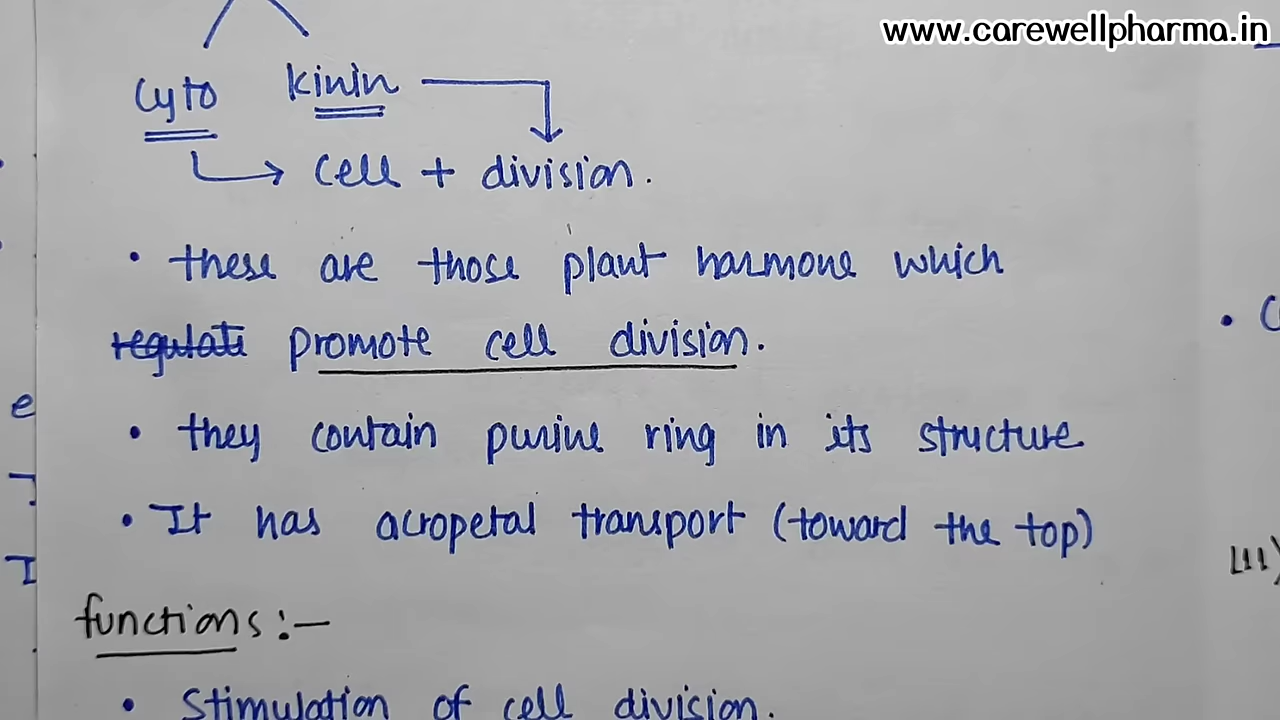 www.carewellpharma.in
Cyto Kinin
cell + division.
• these are those plant harmone which
regulate promote cell division.
• they contain purine ring in its structure
• It has acropetal transport (toward the top)
functions :-
• Stimulation of cell division.
e
I
• C
III)